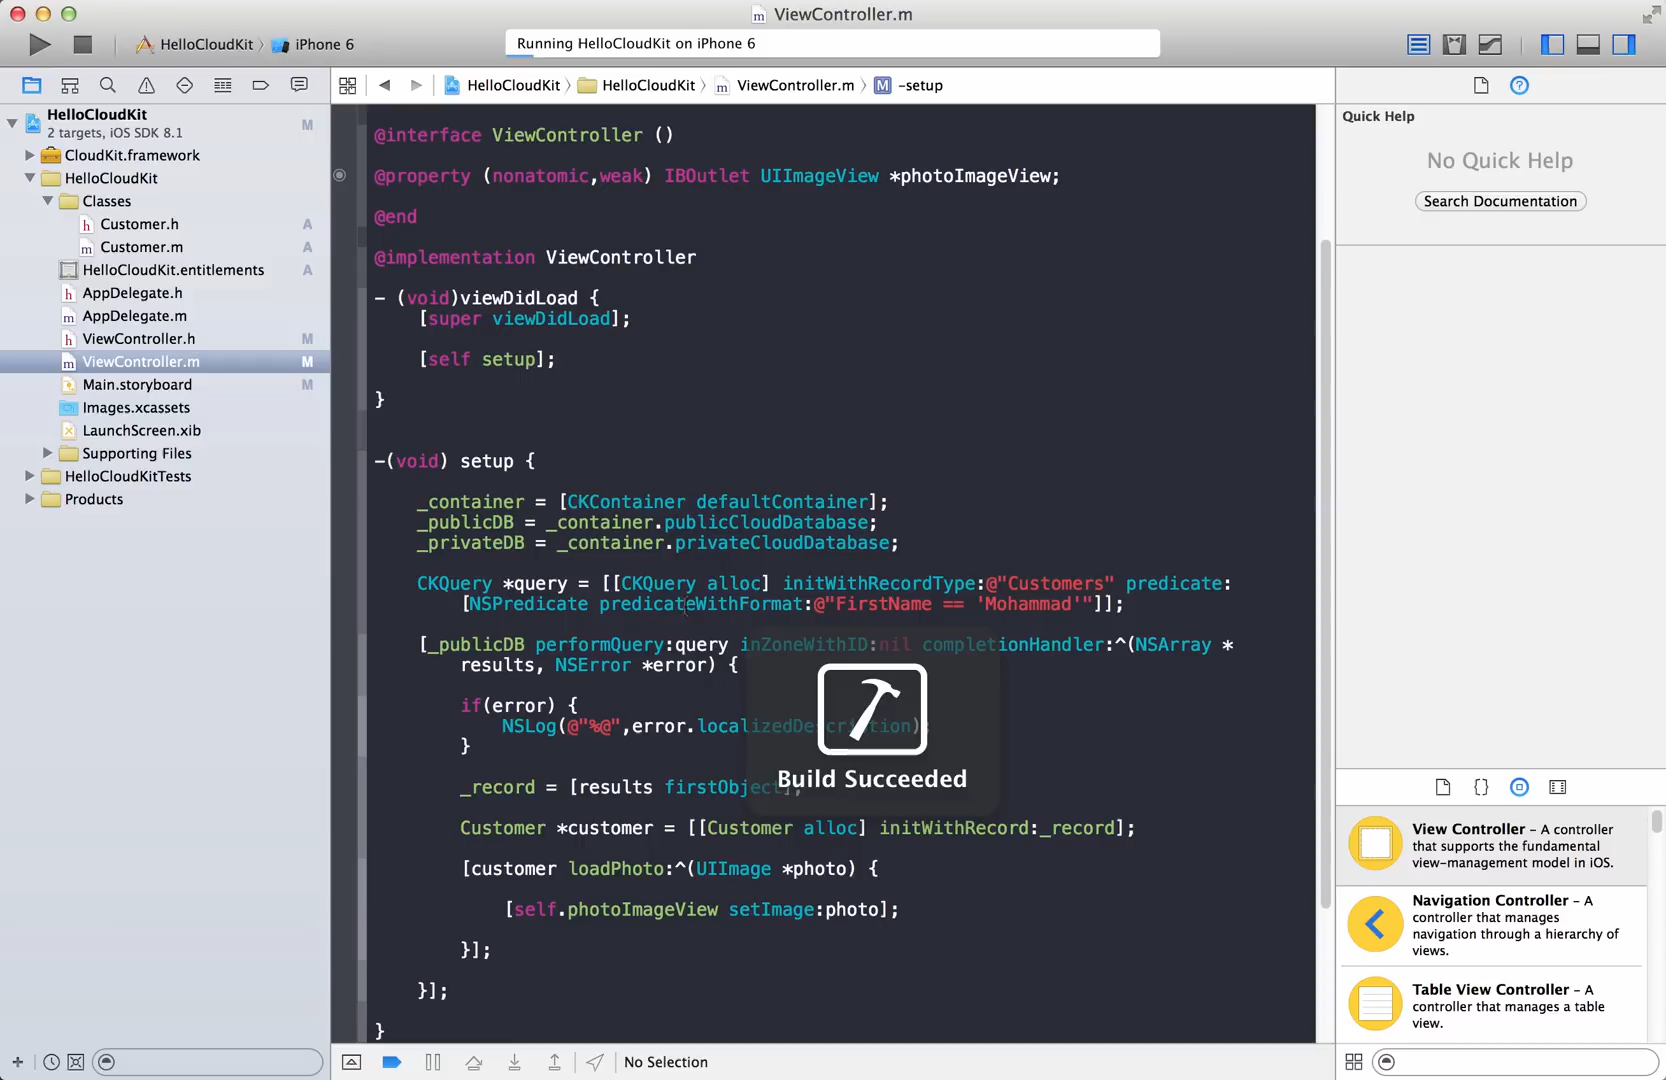 ViewController.m
HelloCloudKit
iPhone 6
Running HelloCloudKit on iPhone 6
HelloCloudKit
HelloCloudKit
ViewController.m
M
-setup
HelloCloudKit
2 targets, iOS SDK 8.1
M
CloudKit.framework
HelloCloudKit
Classes
h Customer.h A
m Customer.m A
HelloCloudKit.entitlements A
h AppDelegate.h
m AppDelegate.m
h ViewController.h M
m ViewController.m M
Main.storyboard M
Images.xcassets
LaunchScreen.xib
Supporting Files
HelloCloudKitTests
Products
@interface ViewController ()
@property (nonatomic,weak) IBOutlet UIImageView *photoImageView;
@end
@implementation ViewController
- (void)viewDidLoad {
[super viewDidLoad];
[self setup];
}
-(void) setup {
_container = [CKContainer defaultContainer];
_publicDB = _container.publicCloudDatabase;
_privateDB = _container.privateCloudDatabase;
CKQuery *query = [[CKQuery alloc] initWithRecordType:@"Customers" predicate:
[NSPredicate predicateWithFormat:@"FirstName == 'Mohammad'"]];
[_publicDB performQuery:query inZoneWithID:nil completionHandler:^(NSArray *
results, NSError *error) {
if(error) {
NSLog(@"%@",error.localizedDescription);
}
_record = [results firstObject];
Customer *customer = [[Customer alloc] initWithRecord:_record];
[customer loadPhoto:^(UIImage *photo) {
[self.photoImageView setImage:photo];
}];
}];
}
Build Succeeded
No Selection
Quick Help
No Quick Help
Search Documentation
{}
View Controller – A controller
that supports the fundamental
view-management model in iOS.
Navigation Controller – A
controller that manages
navigation through a hierarchy of
views.
Table View Controller – A
controller that manages a table
view.